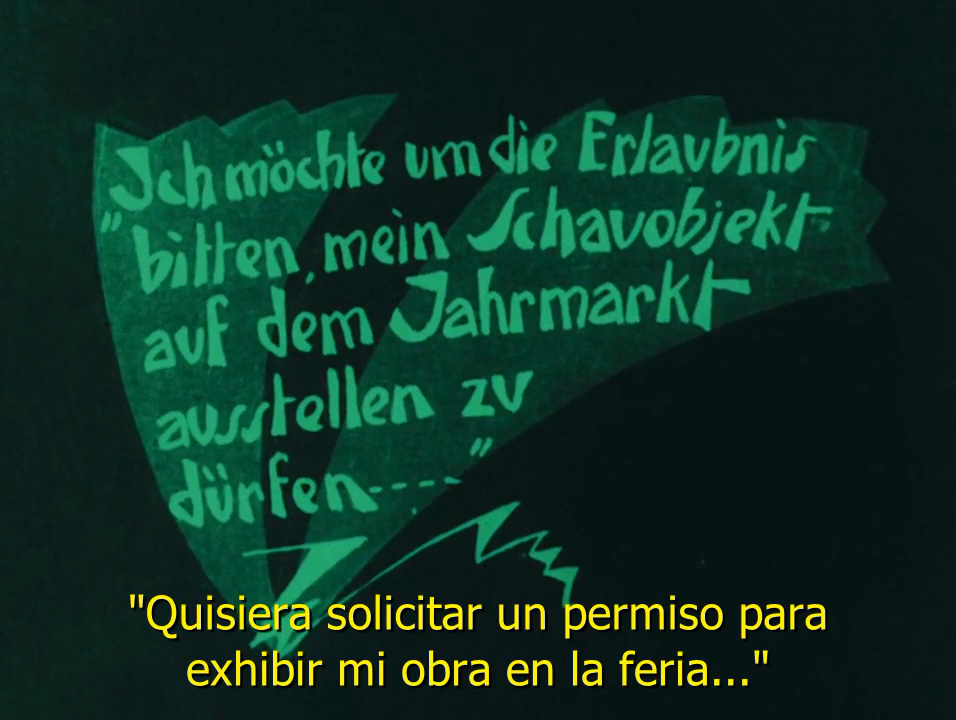 "Ich möchte um die Erlaubnis
bitten, mein Schauobjekt
auf dem Jahrmarkt
ausstellen zu
dürfen----."
"Quisiera solicitar un permiso para
exhibir mi obra en la feria..."